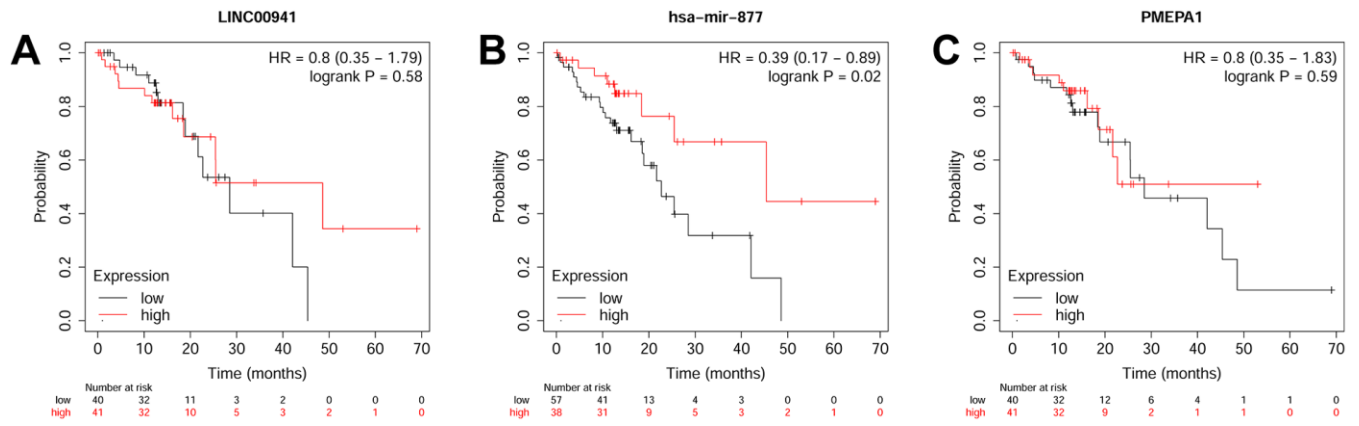 A
LINC00941
HR = 0.8 (0.35 − 1.79)
logrank P = 0.58
Probability
1.0
0.8
0.6
0.4
0.2
0.0
Expression
low
high
0 10 20 30 40 50 60 70
Time (months)
Number at risk
low 40 32 11 3 2 0 0 0
high 41 32 10 5 3 2 1 0
B
hsa−mir−877
HR = 0.39 (0.17 − 0.89)
logrank P = 0.02
Probability
1.0
0.8
0.6
0.4
0.2
0.0
Expression
low
high
0 10 20 30 40 50 60 70
Time (months)
Number at risk
low 57 41 13 4 3 0 0 0
high 38 31 9 5 3 2 1 0
C
PMEPA1
HR = 0.8 (0.35 − 1.83)
logrank P = 0.59
Probability
1.0
0.8
0.6
0.4
0.2
0.0
Expression
low
high
0 10 20 30 40 50 60 70
Time (months)
Number at risk
low 40 32 12 6 4 1 1 0
high 41 32 9 2 1 1 0 0